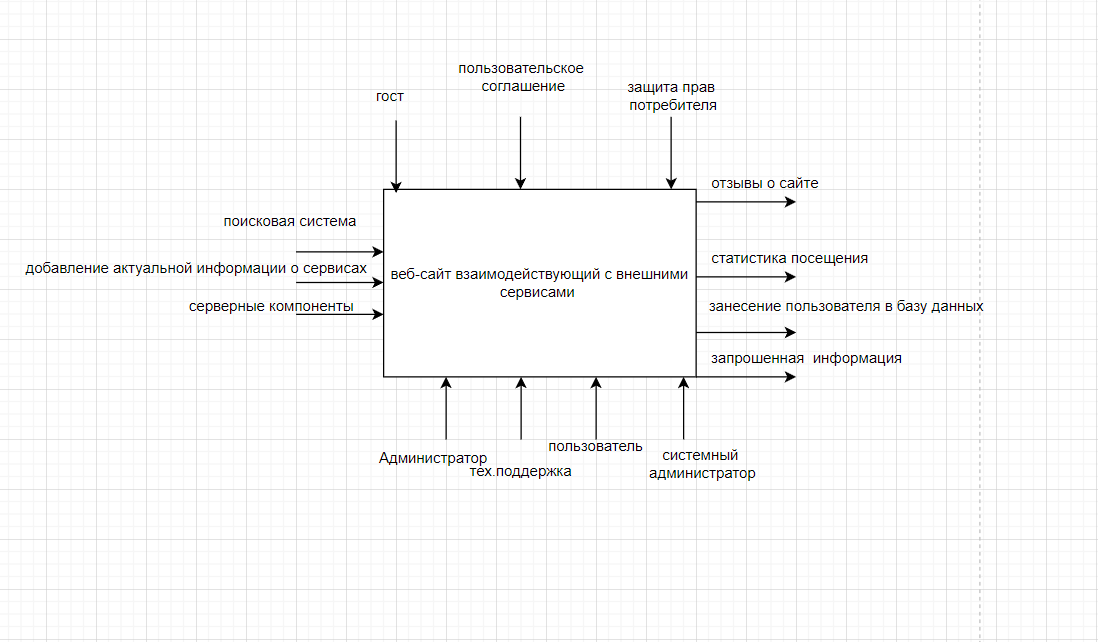 пользовательское
соглашение
гост
защита прав
потребителя
отзывы о сайте
поисковая система
статистика посещения
добавление актуальной информации о сервисах
веб-сайт взаимодействующий с внешними
сервисами
серверные компоненты
занесение пользователя в базу данных
запрошенная информация
Администратор
тех.поддержка
пользователь
системный
администратор